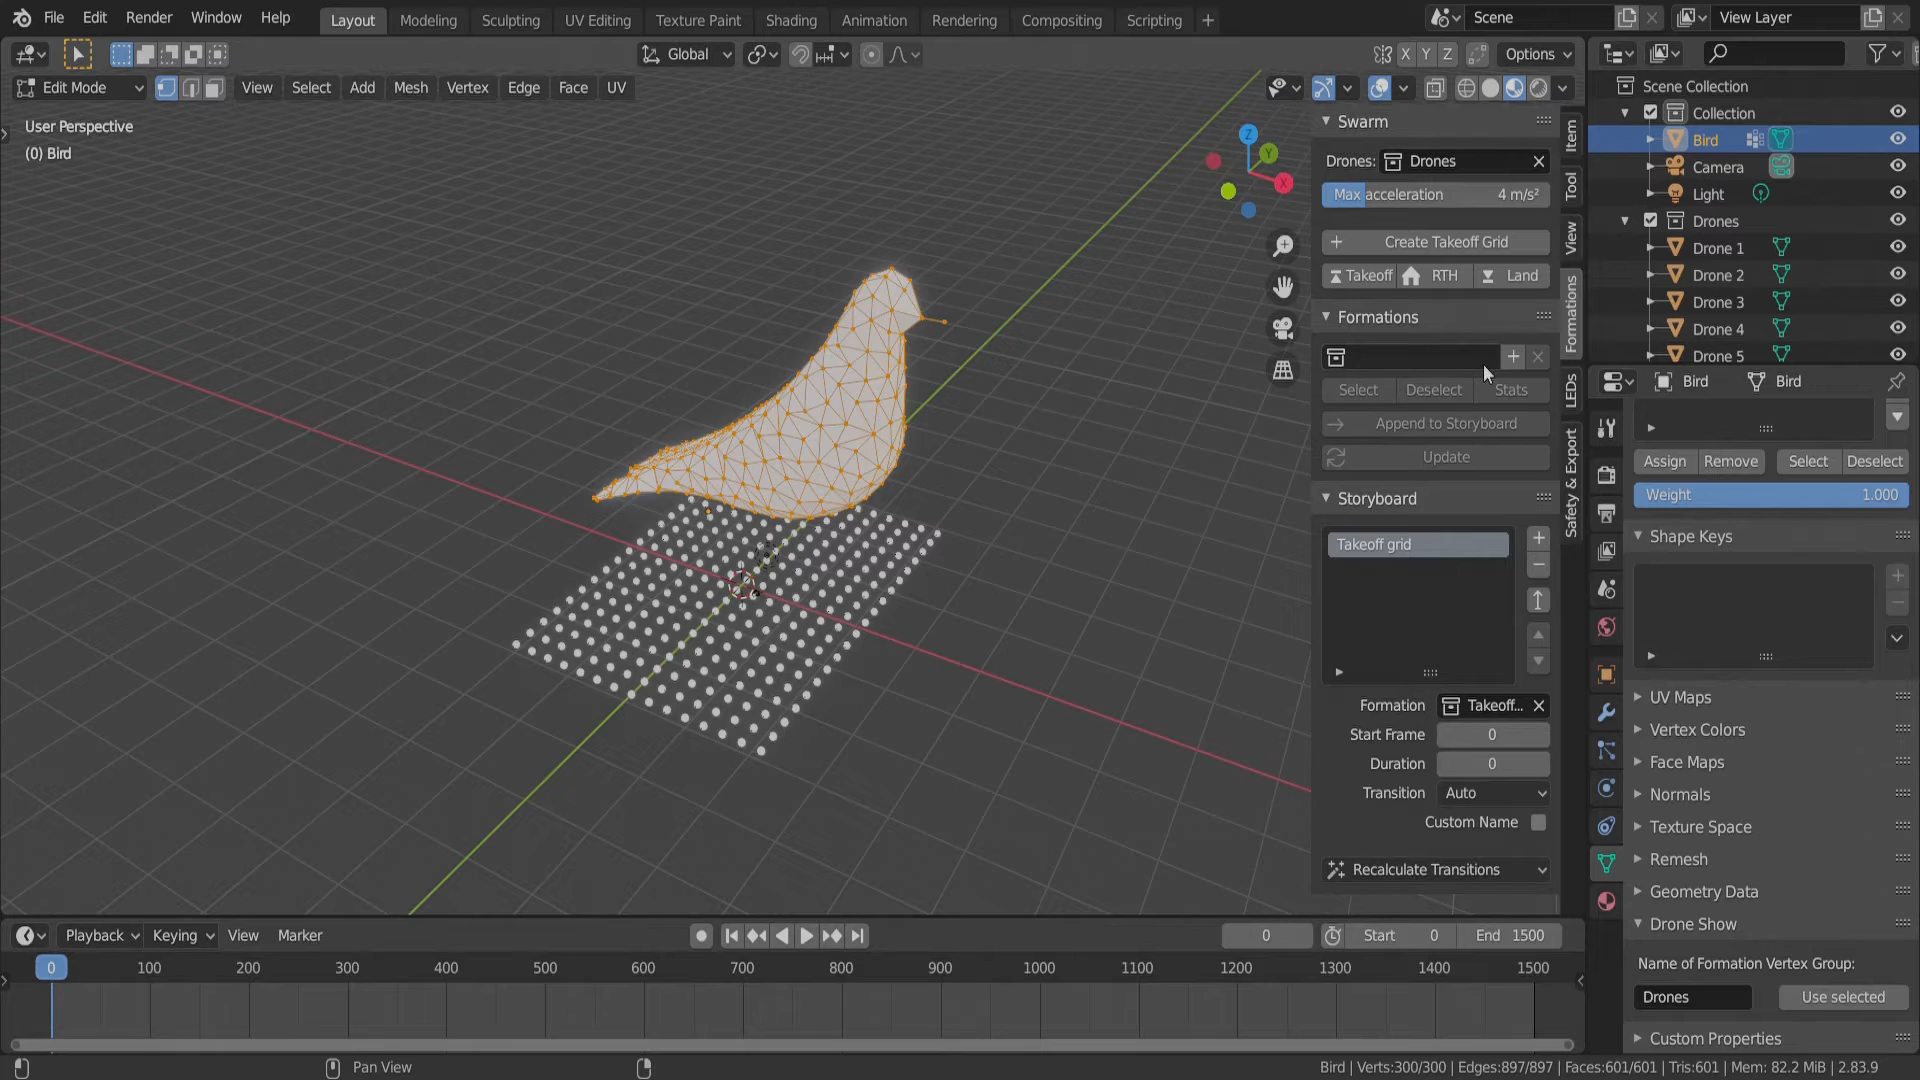 File Edit Render Window Help Layout Modeling Sculpting UV Editing Texture Paint Shading Animation Rendering Compositing Scripting + Scene View Layer
Global X Y Z Options
Edit Mode View Select Add Mesh Vertex Edge Face UV
User Perspective
(0) Bird
Z Y X
Swarm
Drones: Drones
Max acceleration 4 m/s²
Create Takeoff Grid
Takeoff RTH Land
Formations
Select Deselect Stats
Append to Storyboard
Update
Storyboard
Takeoff grid
Formation Takeoff...
Start Frame 0
Duration 0
Transition Auto
Custom Name
Recalculate Transitions
Item
Tool
View
Formations
LEDs
Safety & Export
Scene Collection
Collection
Bird
Camera
Light
Drones
Drone 1
Drone 2
Drone 3
Drone 4
Drone 5
Bird Bird
Assign Remove Select Deselect
Weight 1.000
Shape Keys
UV Maps
Vertex Colors
Face Maps
Normals
Texture Space
Remesh
Geometry Data
Drone Show
Name of Formation Vertex Group:
Drones Use selected
Custom Properties
Playback Keying View Marker 0 Start 0 End 1500
0 100 200 300 400 500 600 700 800 900 1000 1100 1200 1300 1400 1500
Pan View Bird | Verts:300/300 | Edges:897/897 | Faces:601/601 | Tris:601 | Mem: 82.2 MiB | 2.83.9